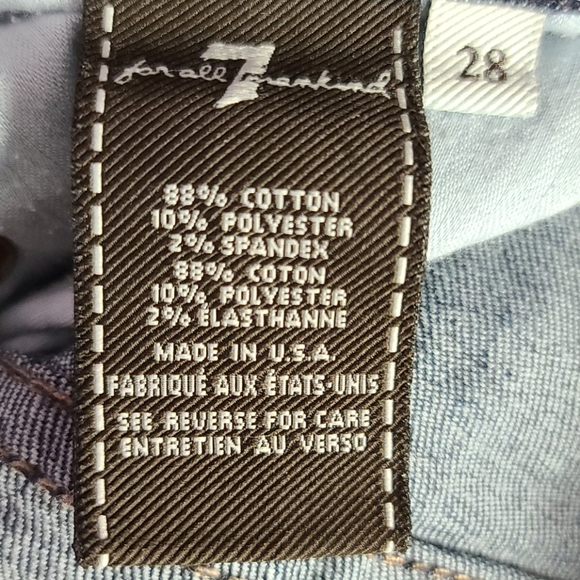 7
for all mankind
28
88% COTTON
10% POLYESTER
2% SPANDEX
88% COTON
10% POLYESTER
2% ELASTHANNE
MADE IN U.S.A.
FABRIQUÉ AUX ÉTATS-UNIS
SEE REVERSE FOR CARE
ENTRETIEN AU VERSO